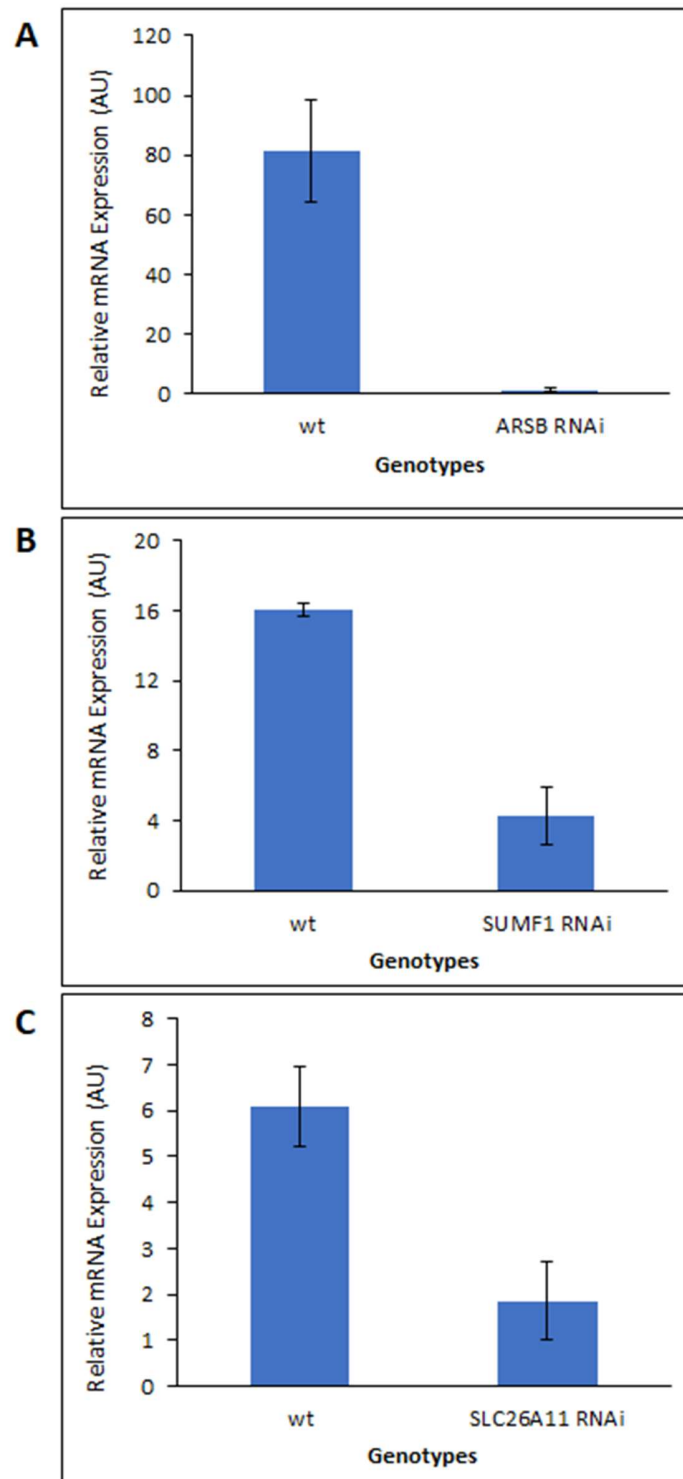 A
Relative mRNA Expression (AU)
120
100
80
60
40
20
0
wt ARSB RNAi
Genotypes
B
Relative mRNA Expression (AU)
20
16
12
8
4
0
wt SUMF1 RNAi
Genotypes
C
Relative mRNA Expression (AU)
8
7
6
5
4
3
2
1
0
wt SLC26A11 RNAi
Genotypes